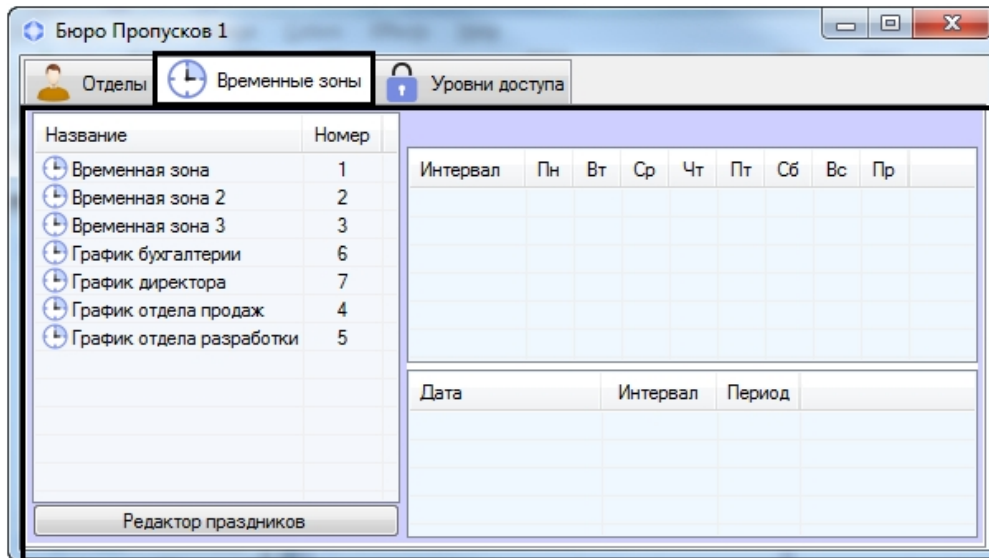 Бюро Пропусков 1
Отделы Временные зоны Уровни доступа
Название Номер
Временная зона 1
Временная зона 2 2
Временная зона 3 3
График бухгалтерии 6
График директора 7
График отдела продаж 4
График отдела разработки 5
Редактор праздников
Интервал Пн Вт Ср Чт Пт Сб Вс Пр
Дата Интервал Период